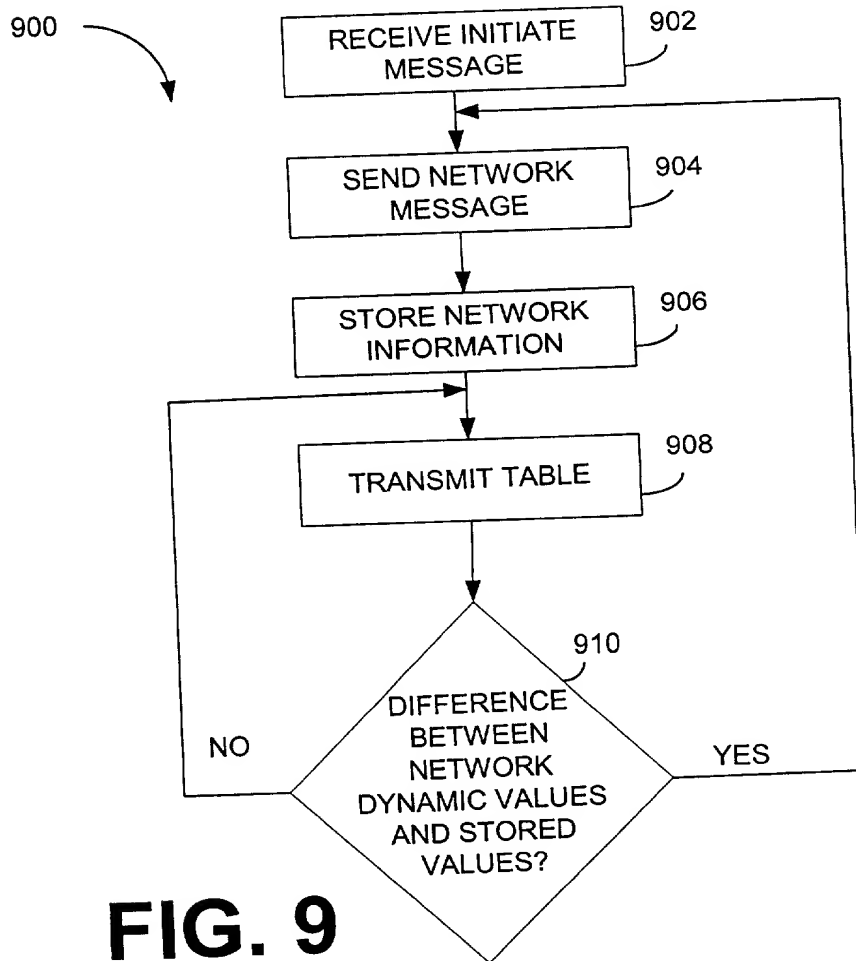 900
RECEIVE INITIATE
MESSAGE
902
SEND NETWORK
MESSAGE
904
STORE NETWORK
INFORMATION
906
TRANSMIT TABLE
908
910
DIFFERENCE
BETWEEN
NETWORK
DYNAMIC VALUES
AND STORED
VALUES?
NO
YES
FIG. 9